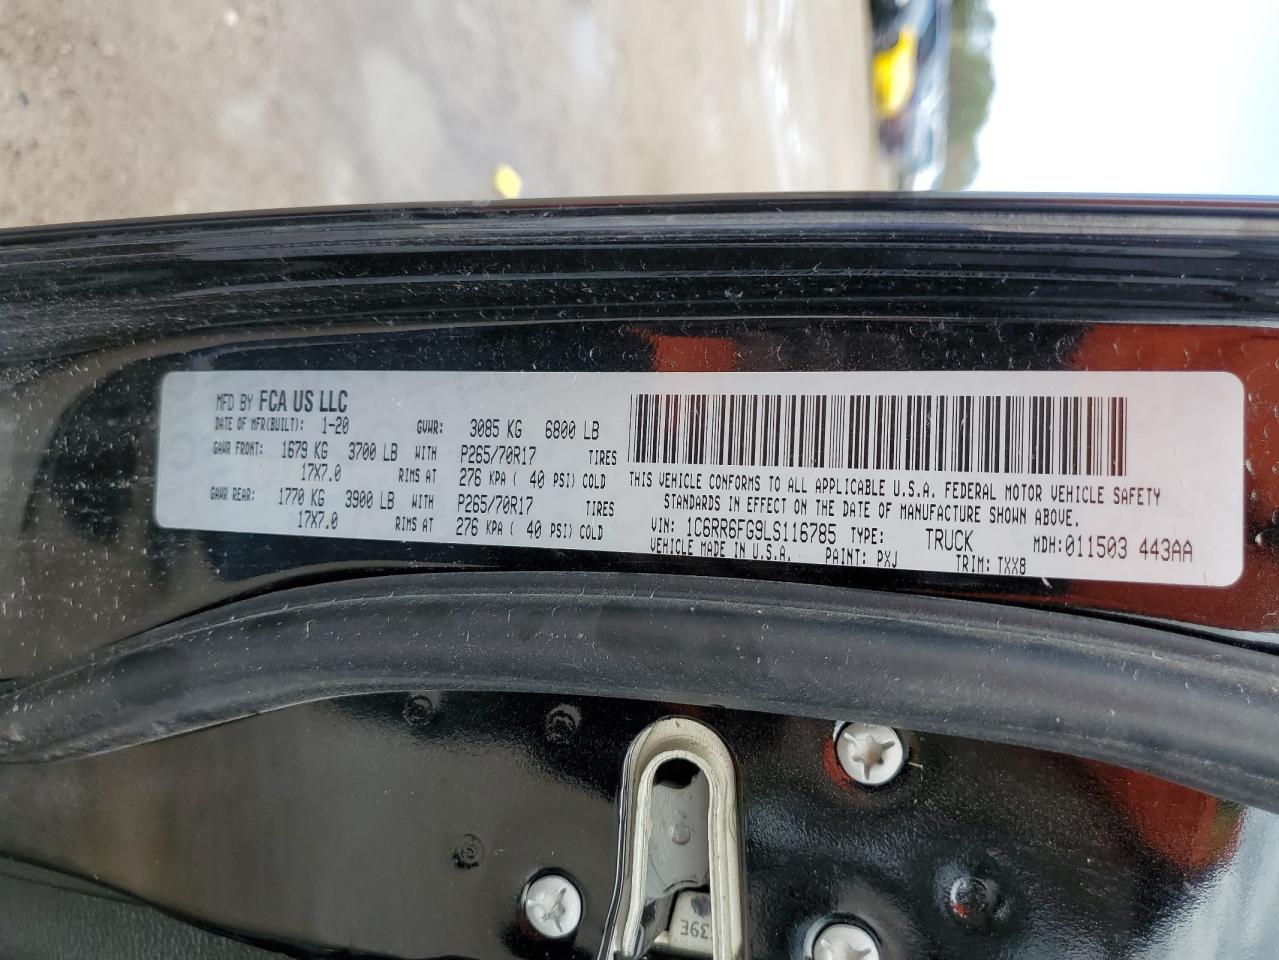 MFD BY FCA US LLC
DATE OF MFR(BUILT): 1-20 GVWR: 3085 KG 6800 LB
GAWR FRONT: 1679 KG 3700 LB WITH P265/70R17 TIRES
17X7.0 RIMS AT 276 KPA ( 40 PSI) COLD
GAWR REAR: 1770 KG 3900 LB WITH P265/70R17 TIRES
17X7.0 RIMS AT 276 KPA ( 40 PSI) COLD
THIS VEHICLE CONFORMS TO ALL APPLICABLE U.S.A. FEDERAL MOTOR VEHICLE SAFETY
STANDARDS IN EFFECT ON THE DATE OF MANUFACTURE SHOWN ABOVE.
VIN: 1C6RR6FG9LS116785 TYPE: TRUCK MDH:011503 443AA
VEHICLE MADE IN U.S.A. PAINT: PXJ TRIM: TXX8
39E